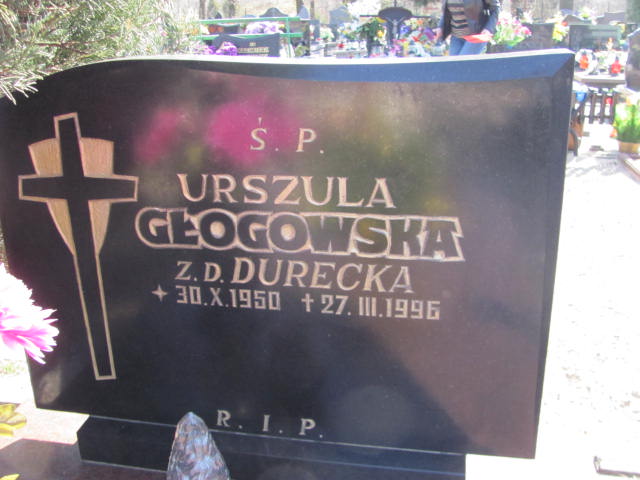 Ś. P.
URSZULA
GŁOGOWSKA
Z.D. DURECKA
30.X.1950 27.III.1996
R. I. P.